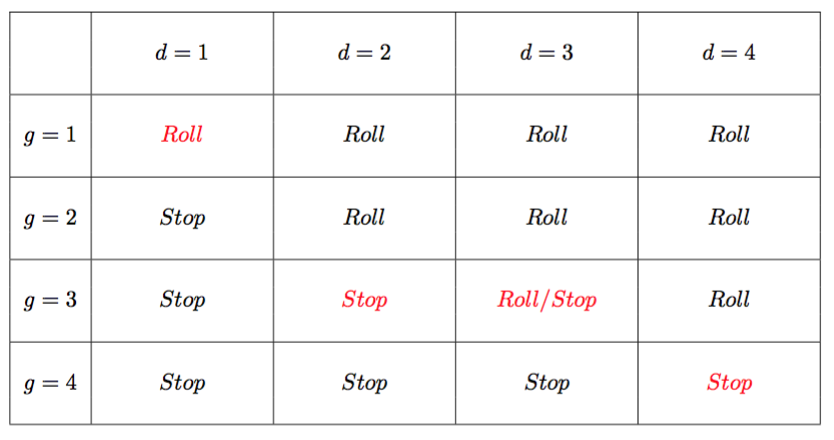 d = 1 d = 2 d = 3 d = 4
g = 1 Roll Roll Roll Roll
g = 2 Stop Roll Roll Roll
g = 3 Stop Stop Roll/Stop Roll
g = 4 Stop Stop Stop Stop